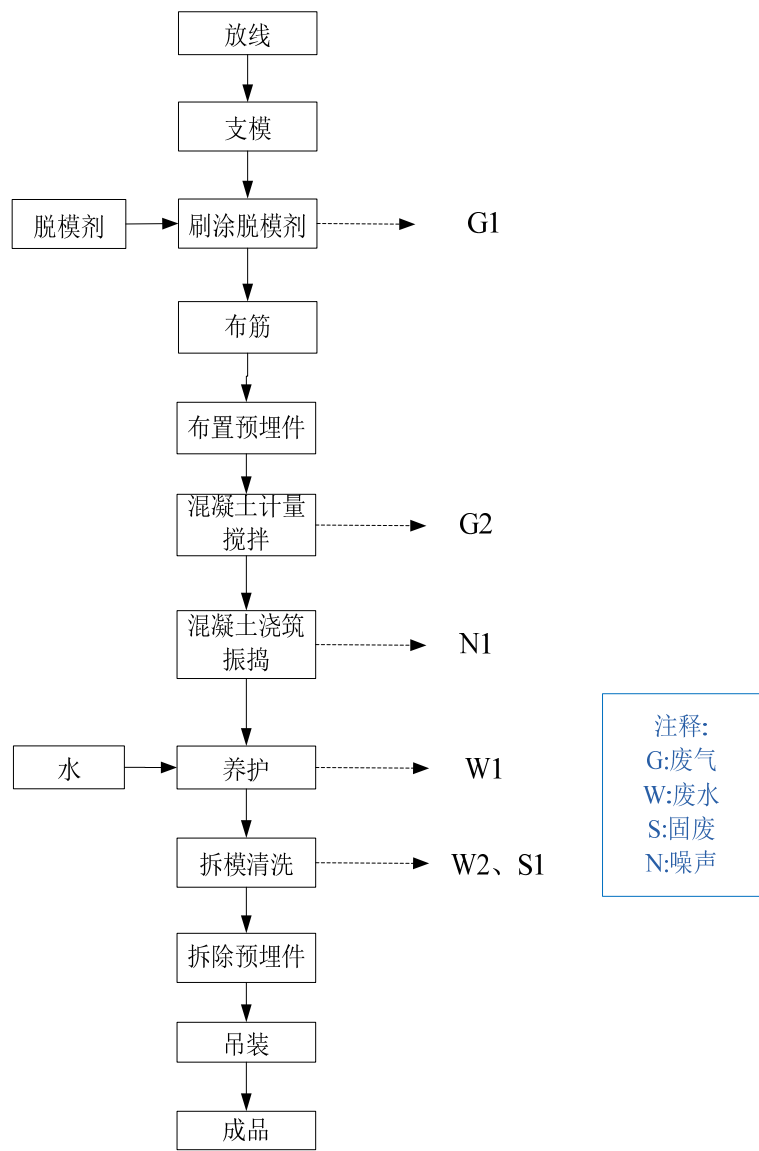 放线
支模
脱模剂
刷涂脱模剂
G1
布筋
布置预埋件
混凝土计量
搅拌
G2
混凝土浇筑
振捣
N1
水
养护
W1
拆模清洗
W2、S1
拆除预埋件
吊装
成品
注释:
G:废气
W:废水
S:固废
N:噪声